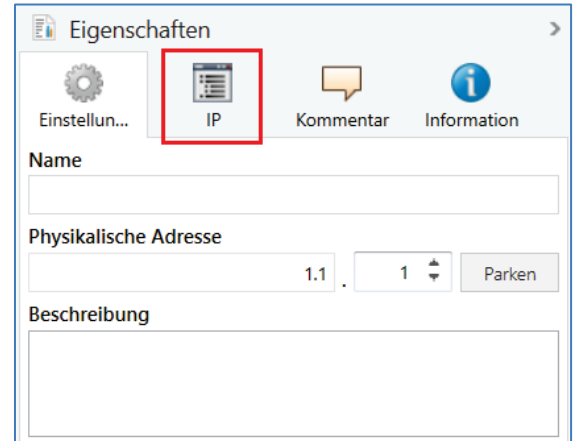 Eigenschaften
Einstellun... IP Kommentar Information
Name
Physikalische Adresse
1.1 . 1 Parken
Beschreibung